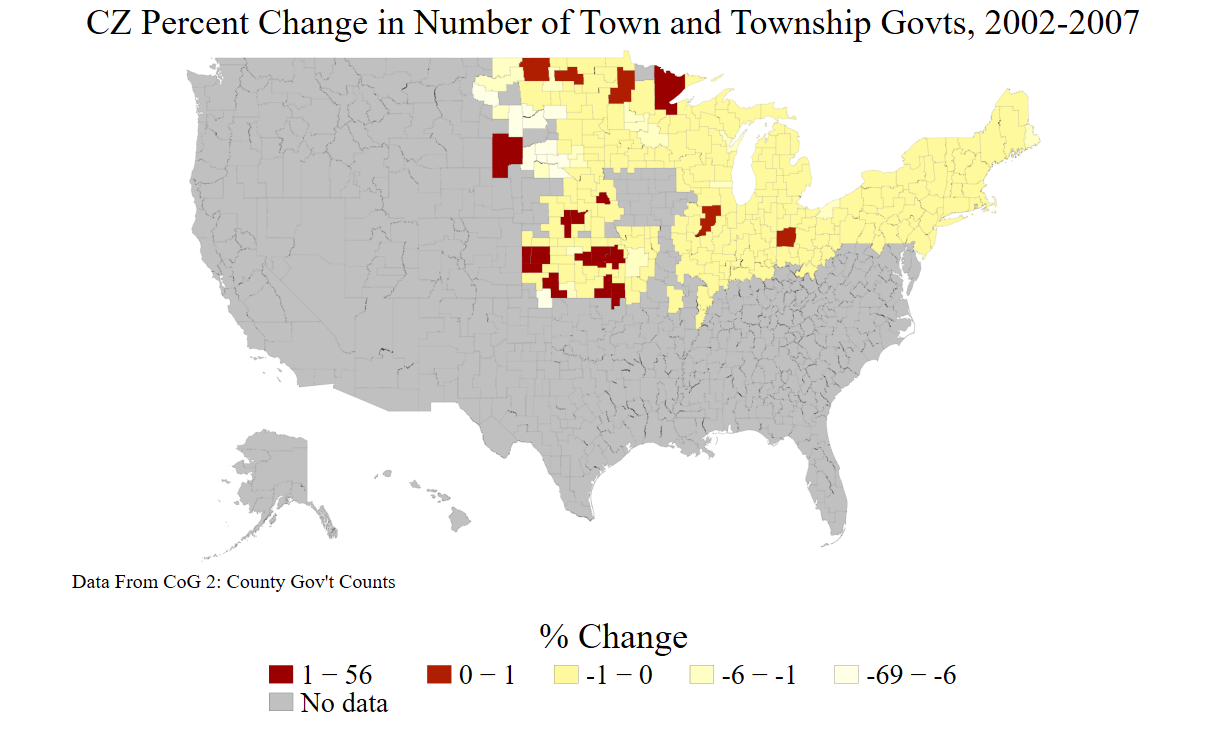 CZ Percent Change in Number of Town and Township Govts, 2002-2007
Data From CoG 2: County Gov't Counts
% Change
1 − 56 0 − 1 -1 − 0 -6 − -1 -69 − -6
No data